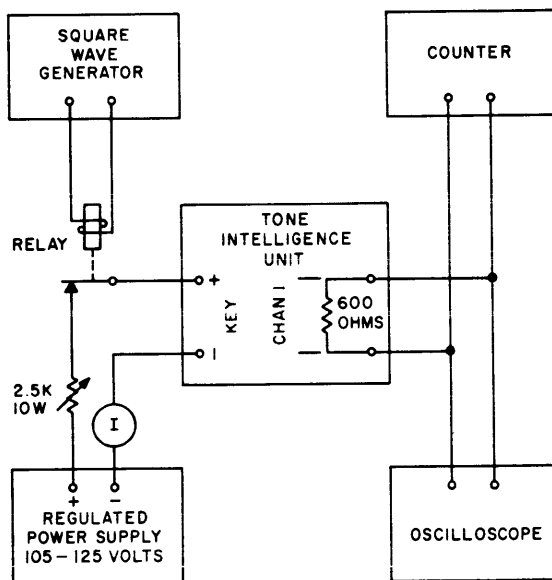 SQUARE
WAVE
GENERATOR
COUNTER
RELAY
TONE
INTELLIGENCE
UNIT
+
KEY
–
CHAN 1
600
OHMS
2.5K
10W
I
+ –
REGULATED
POWER SUPPLY
105–125 VOLTS
OSCILLOSCOPE